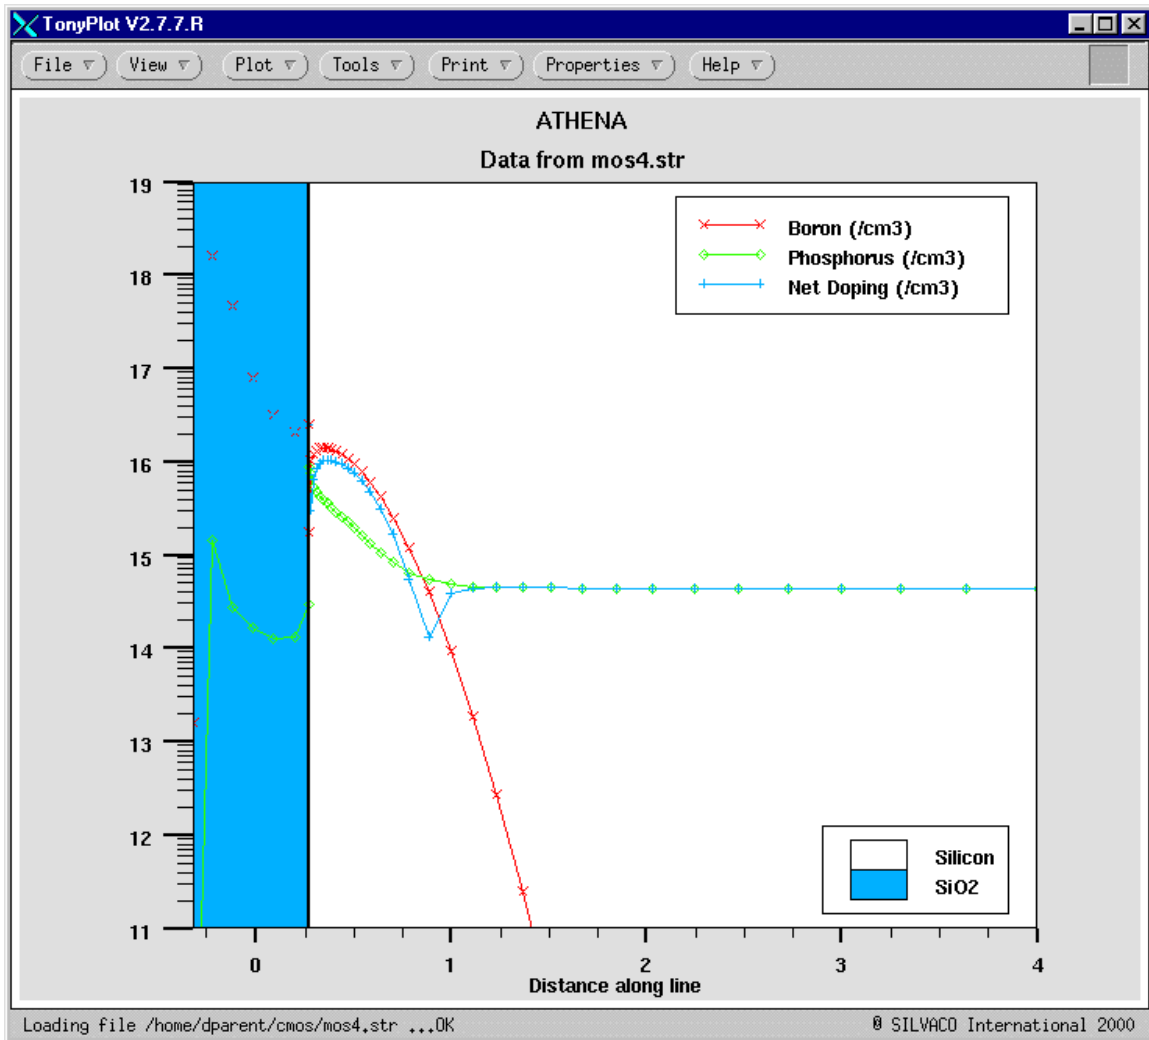 TonyPlot V2.7.7.R
File View Plot Tools Print Properties Help
ATHENA
Data from mos4.str
19
18
17
16
15
14
13
12
11
Boron (/cm3)
Phosphorus (/cm3)
Net Doping (/cm3)
Silicon
SiO2
0 1 2 3 4
Distance along line
Loading file /home/dparent/cmos/mos4.str ...OK
© SILVACO International 2000